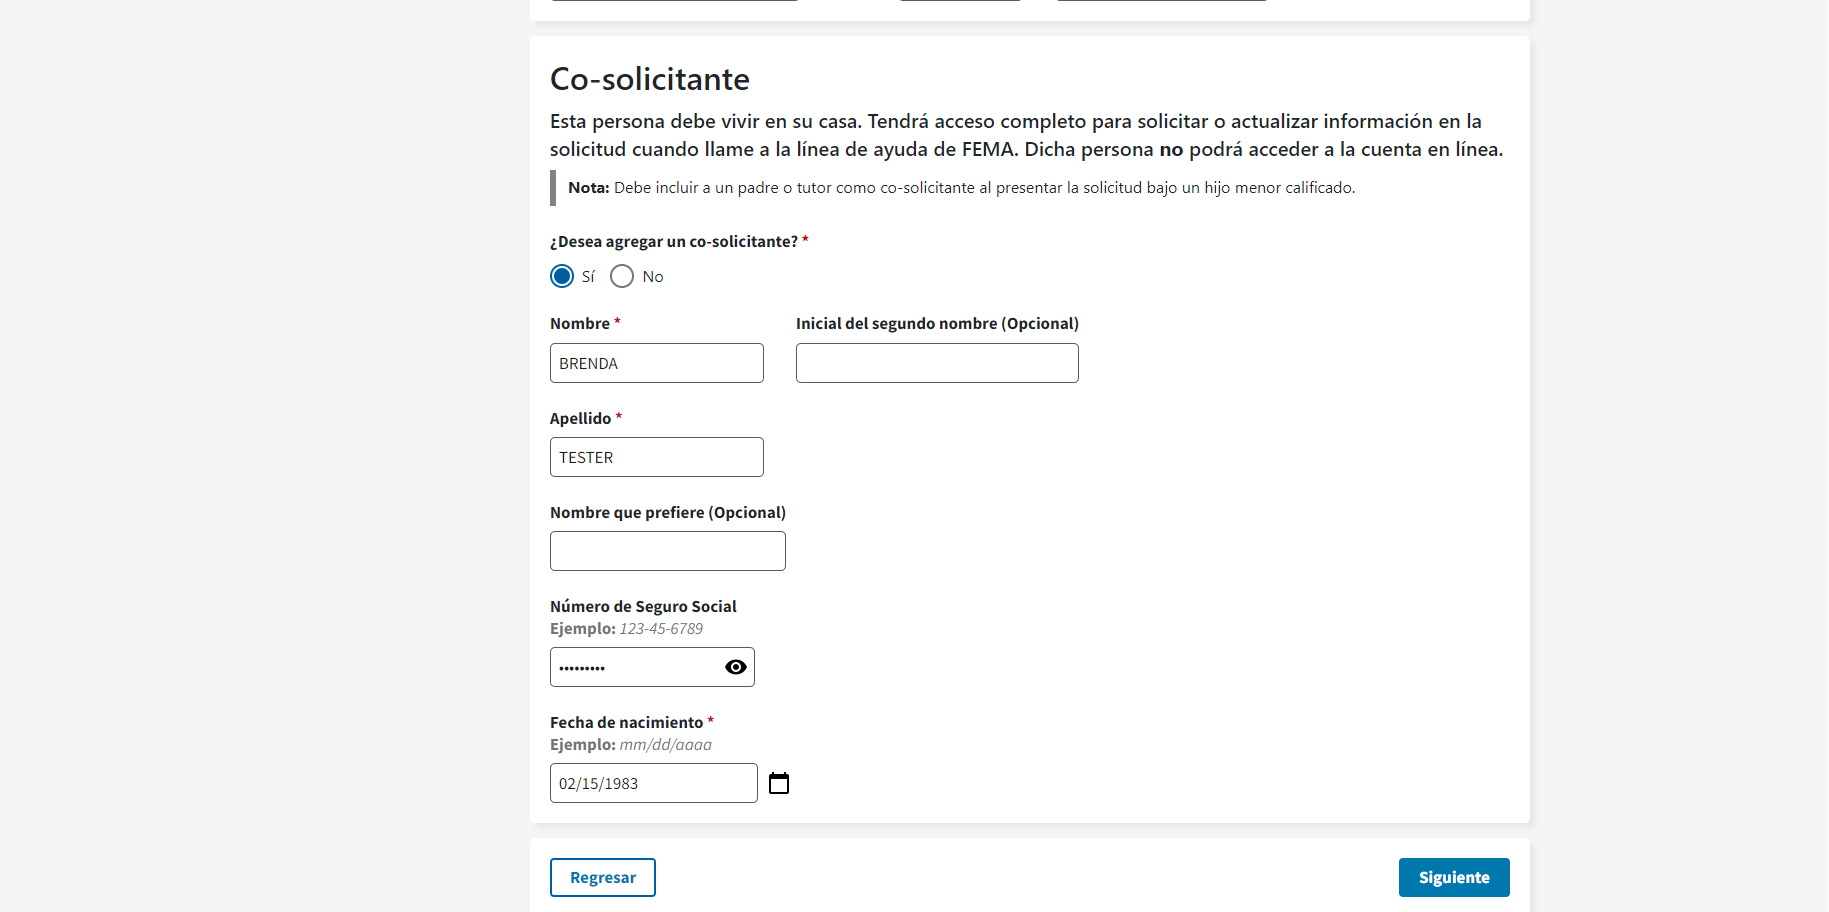 Co-solicitante
Esta persona debe vivir en su casa. Tendrá acceso completo para solicitar o actualizar información en la
solicitud cuando llame a la línea de ayuda de FEMA. Dicha persona no podrá acceder a la cuenta en línea.
Nota: Debe incluir a un padre o tutor como co-solicitante al presentar la solicitud bajo un hijo menor calificado.
¿Desea agregar un co-solicitante? *
Sí No
Nombre * Inicial del segundo nombre (Opcional)
BRENDA
Apellido *
TESTER
Nombre que prefiere (Opcional)
Número de Seguro Social
Ejemplo: 123-45-6789
•••••••••
Fecha de nacimiento *
Ejemplo: mm/dd/aaaa
02/15/1983
Regresar Siguiente